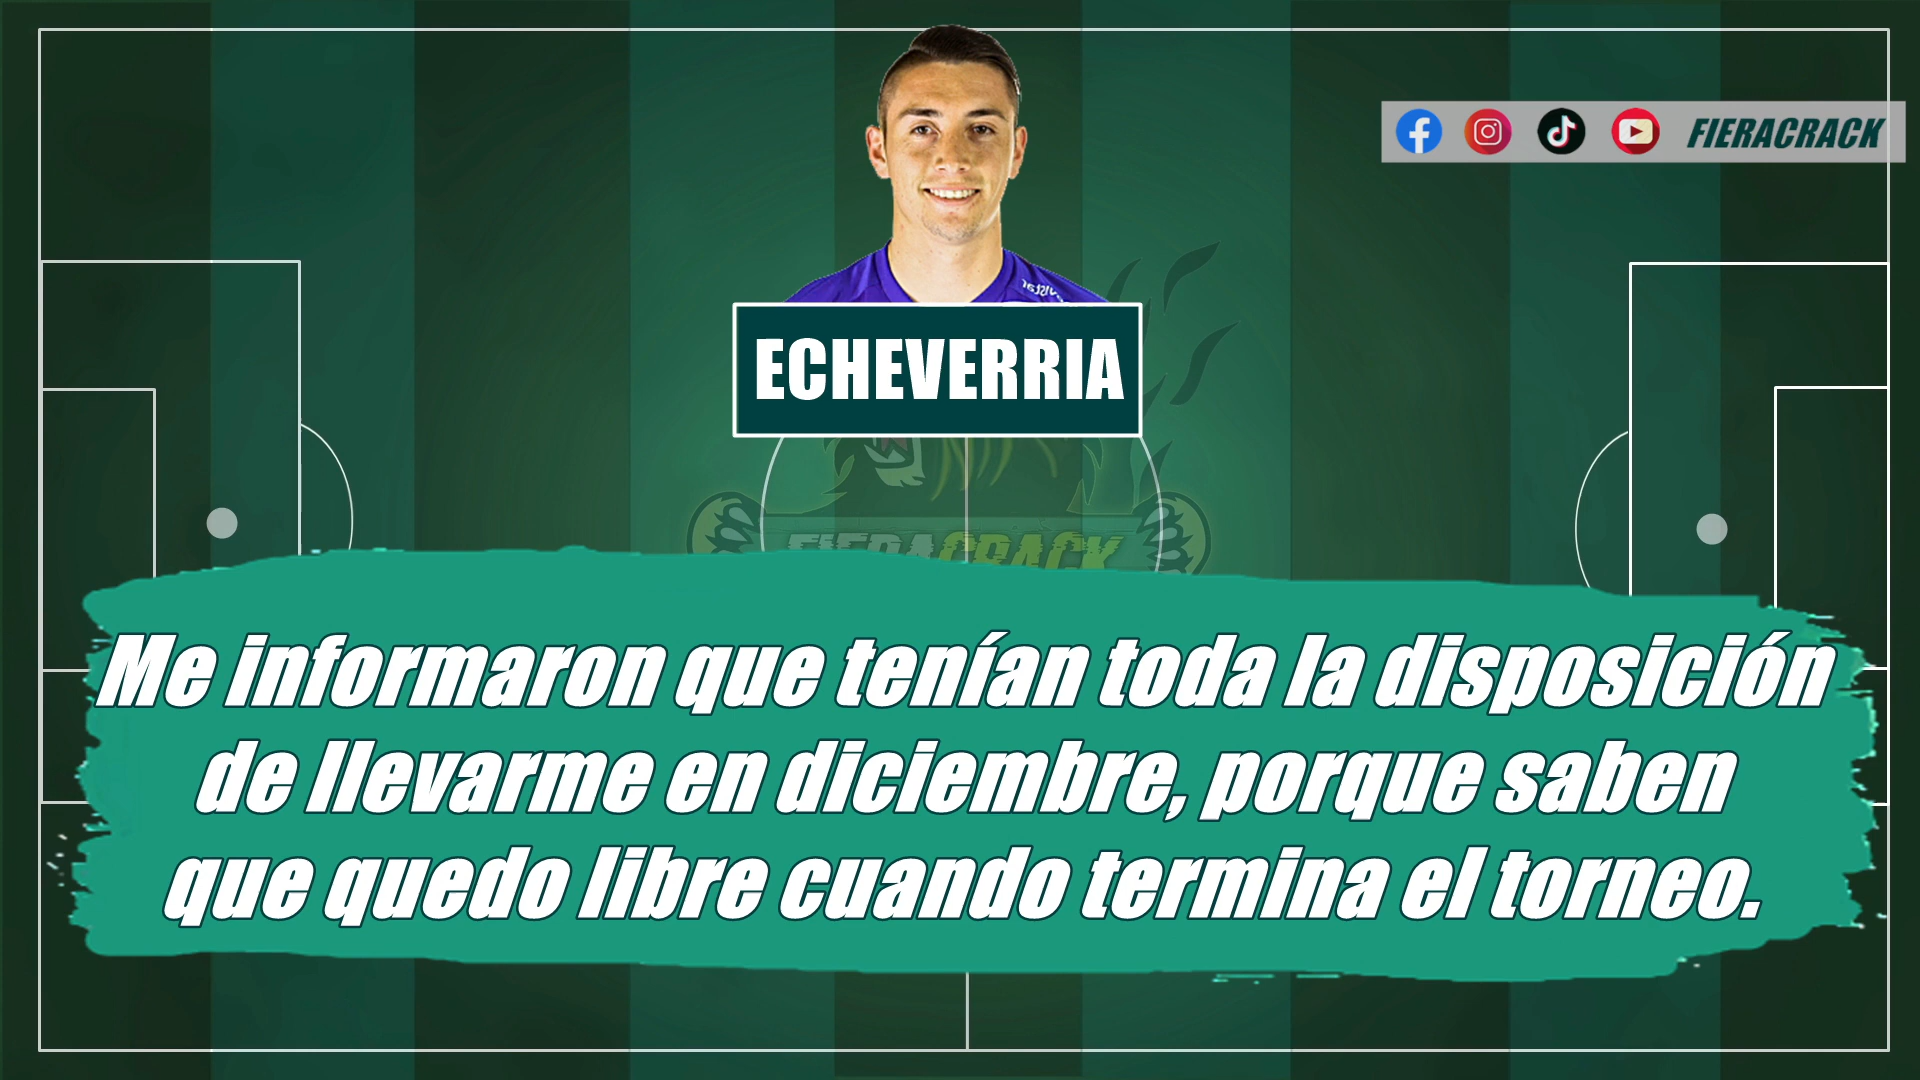 FIERACRACK
ECHEVERRIA
FIERACRACK
Me informaron que tenían toda la disposición
de llevarme en diciembre, porque saben
que quedo libre cuando termina el torneo.